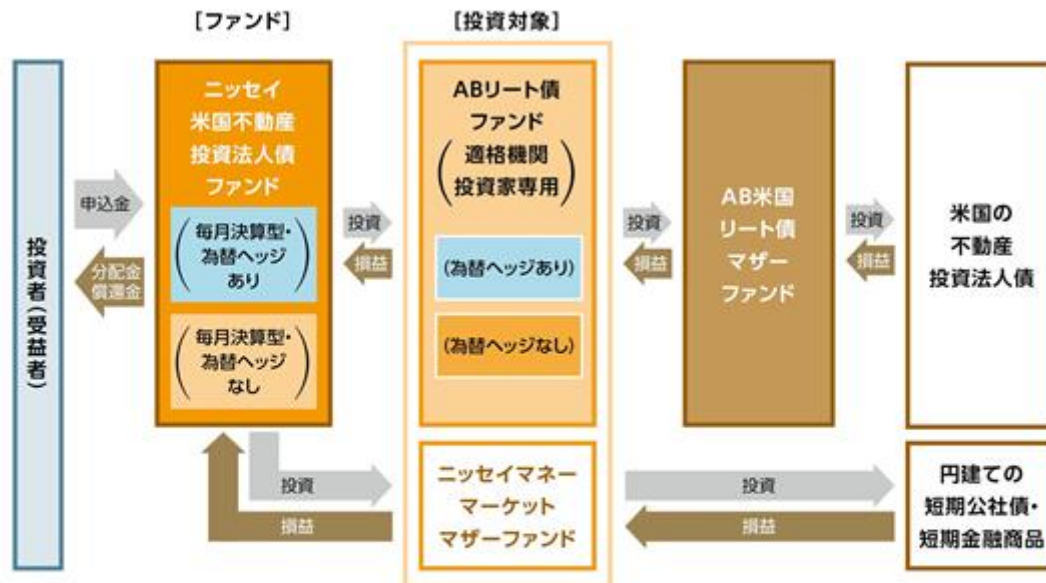 [ファンド]
[投資対象]
投資者(受益者)
申込金
分配金
償還金
ニッセイ
米国不動産
投資法人債
ファンド
(毎月決算型・
為替ヘッジ
あり)
(毎月決算型・
為替ヘッジ
なし)
投資
損益
ABリート債
ファンド
(適格機関
投資家専用)
(為替ヘッジあり)
(為替ヘッジなし)
投資
損益
AB米国
リート債
マザー
ファンド
投資
損益
米国の
不動産
投資法人債
投資
損益
ニッセイマネー
マーケット
マザーファンド
投資
損益
円建ての
短期公社債・
短期金融商品